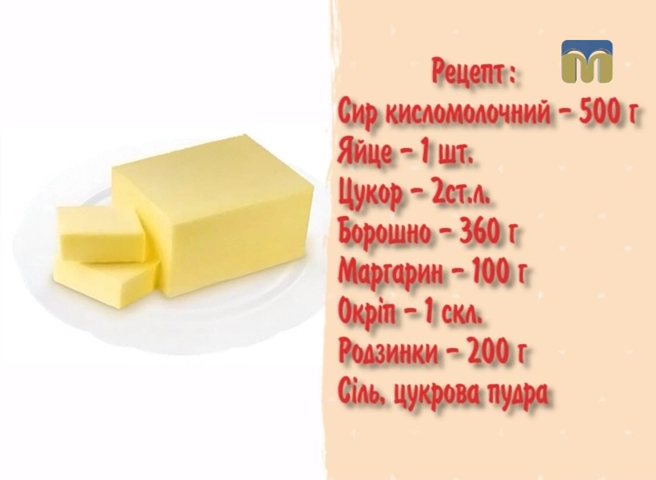 Рецепт:
Сир кисломолочний - 500 г
Яйце - 1 шт.
Цукор - 2ст.л.
Борошно - 360 г
Маргарин - 100 г
Окріп - 1 скл.
Родзинки - 200 г
Сіль, цукрова пудра